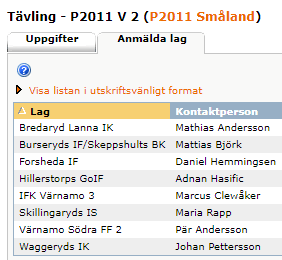 Tävling - P2011 V 2 (P2011 Småland)
Uppgifter Anmälda lag
?
Visa listan i utskriftsvänligt format
Lag Kontaktperson
Bredaryd Lanna IK Mathias Andersson
Burseryds IF/Skeppshults BK Mattias Björk
Forsheda IF Daniel Hemmingsen
Hillerstorps GoIF Adnan Hasific
IFK Värnamo 3 Marcus Clewåker
Skillingaryds IS Maria Rapp
Värnamo Södra FF 2 Pär Andersson
Waggeryds IK Johan Pettersson